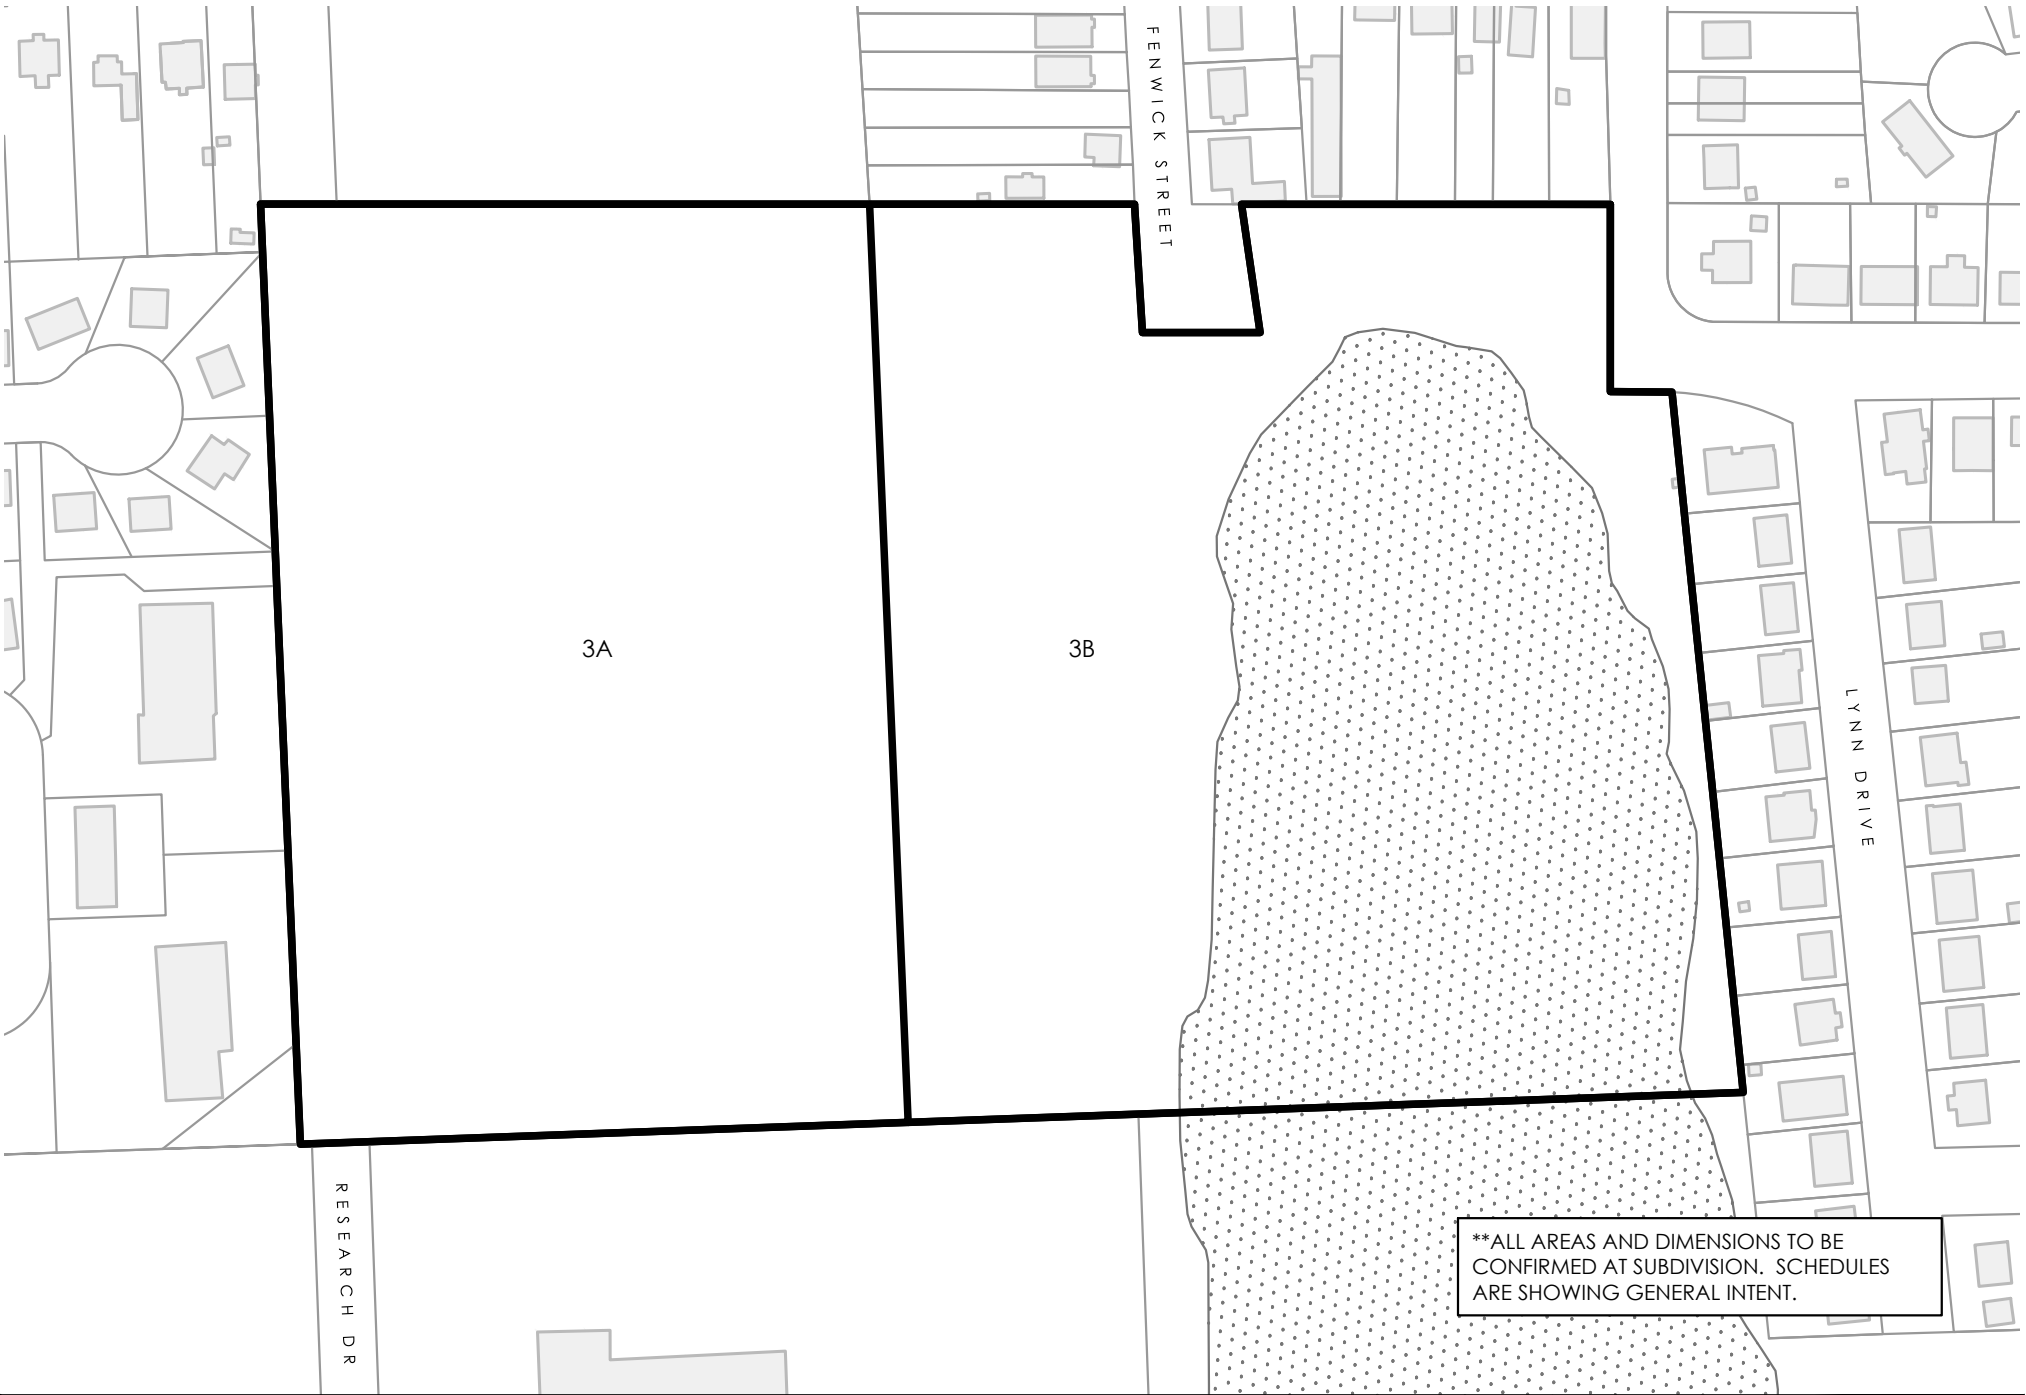 FENWICK STREET
3A
3B
LYNN DRIVE
RESEARCH DR
**ALL AREAS AND DIMENSIONS TO BE
CONFIRMED AT SUBDIVISION. SCHEDULES
ARE SHOWING GENERAL INTENT.